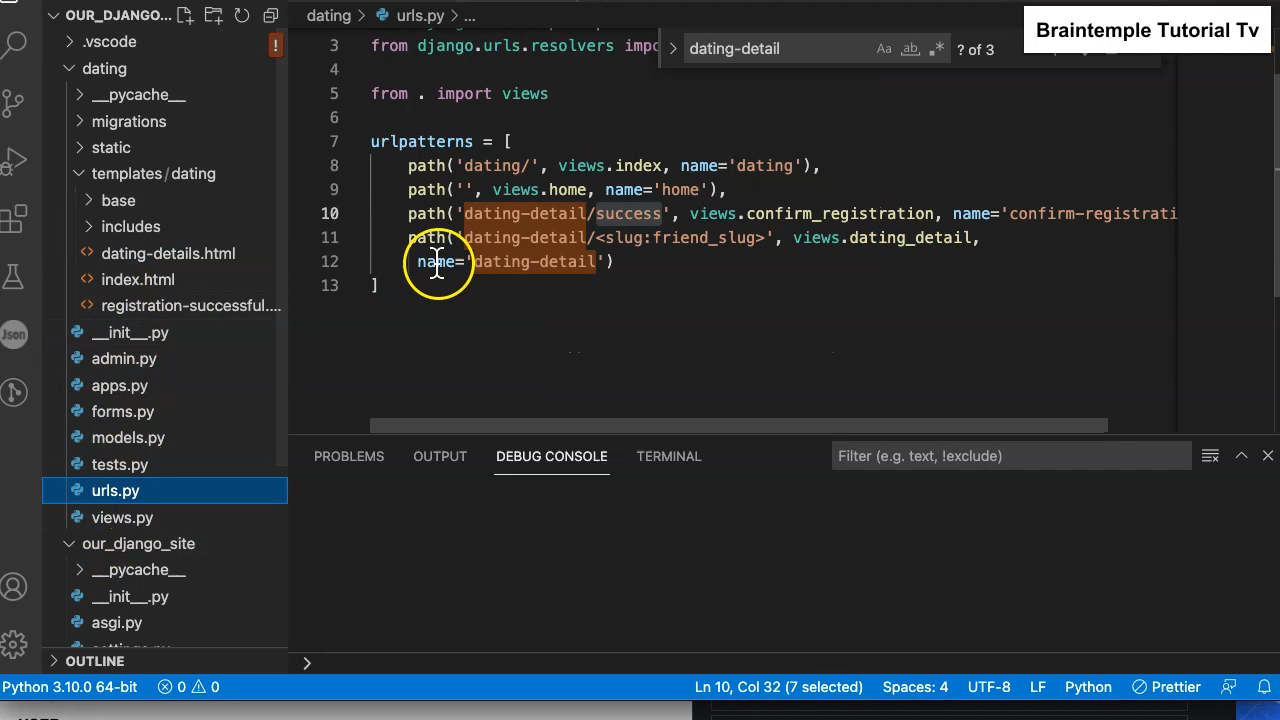 OUR_DJANGO...
dating > urls.py > ...
Braintemple Tutorial Tv
dating-detail
Aa
ab
? of 3
.vscode
!
dating
__pycache__
migrations
static
templates/dating
base
includes
dating-details.html
index.html
registration-successful....
__init__.py
admin.py
apps.py
forms.py
models.py
tests.py
urls.py
views.py
our_django_site
__pycache__
__init__.py
asgi.py
OUTLINE
Json
3 from django.urls.resolvers impo
4
5 from . import views
6
7 urlpatterns = [
8 path('dating/', views.index, name='dating'),
9 path('', views.home, name='home'),
10 path('dating-detail/success', views.confirm_registration, name='confirm-registrati
11 path('dating-detail/<slug:friend_slug>', views.dating_detail,
12 name='dating-detail')
13 ]
PROBLEMS OUTPUT DEBUG CONSOLE TERMINAL
Filter (e.g. text, !exclude)
Python 3.10.0 64-bit 0 0 Ln 10, Col 32 (7 selected) Spaces: 4 UTF-8 LF Python Prettier